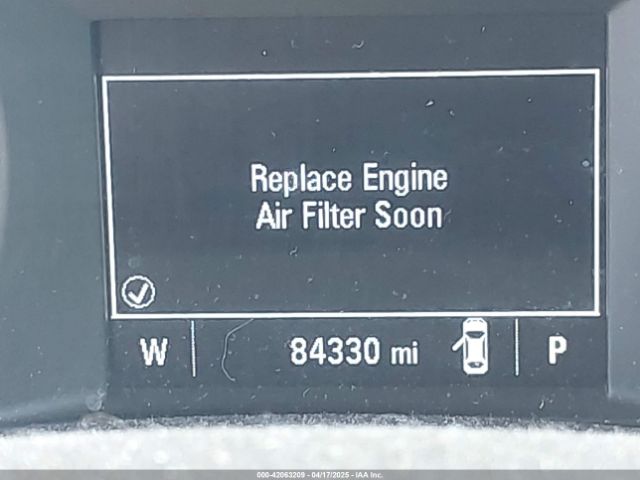 Replace Engine
Air Filter Soon
W 84330 mi P
000-42063209 - 04/17/2025 - IAA Inc.